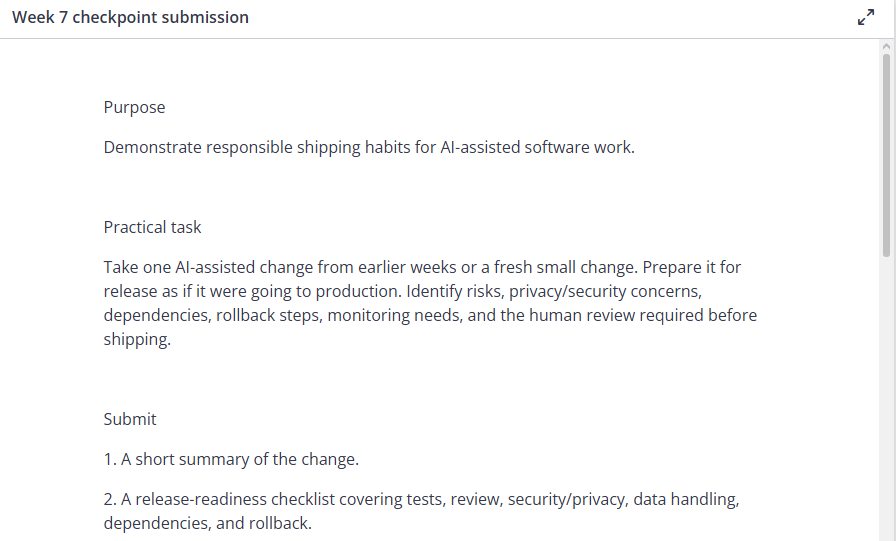 Week 7 checkpoint submission
Purpose
Demonstrate responsible shipping habits for AI-assisted software work.
Practical task
Take one AI-assisted change from earlier weeks or a fresh small change. Prepare it for
release as if it were going to production. Identify risks, privacy/security concerns,
dependencies, rollback steps, monitoring needs, and the human review required before
shipping.
Submit
1. A short summary of the change.
2. A release-readiness checklist covering tests, review, security/privacy, data handling,
dependencies, and rollback.